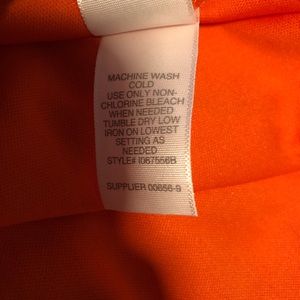 MACHINE WASH
COLD
USE ONLY NON-
CHLORINE BLEACH
WHEN NEEDED
TUMBLE DRY LOW
IRON ON LOWEST
SETTING AS
NEEDED
STYLE# I067556B
SUPPLIER 00656-9